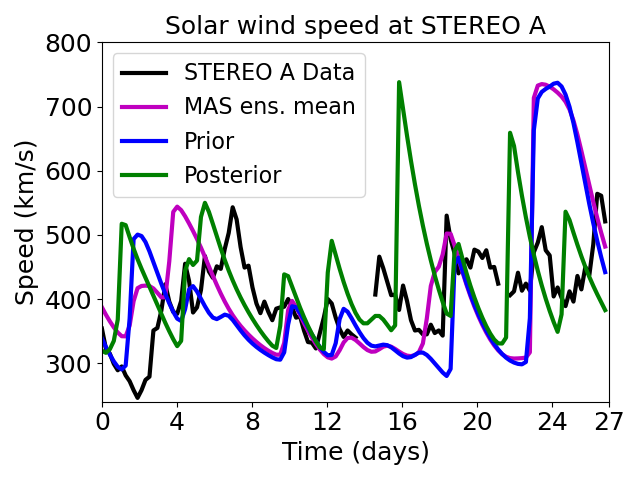 Solar wind speed at STEREO A
Speed (km/s)
800
700
600
500
400
300
STEREO A Data
MAS ens. mean
Prior
Posterior
0 4 8 12 16 20 24 27
Time (days)